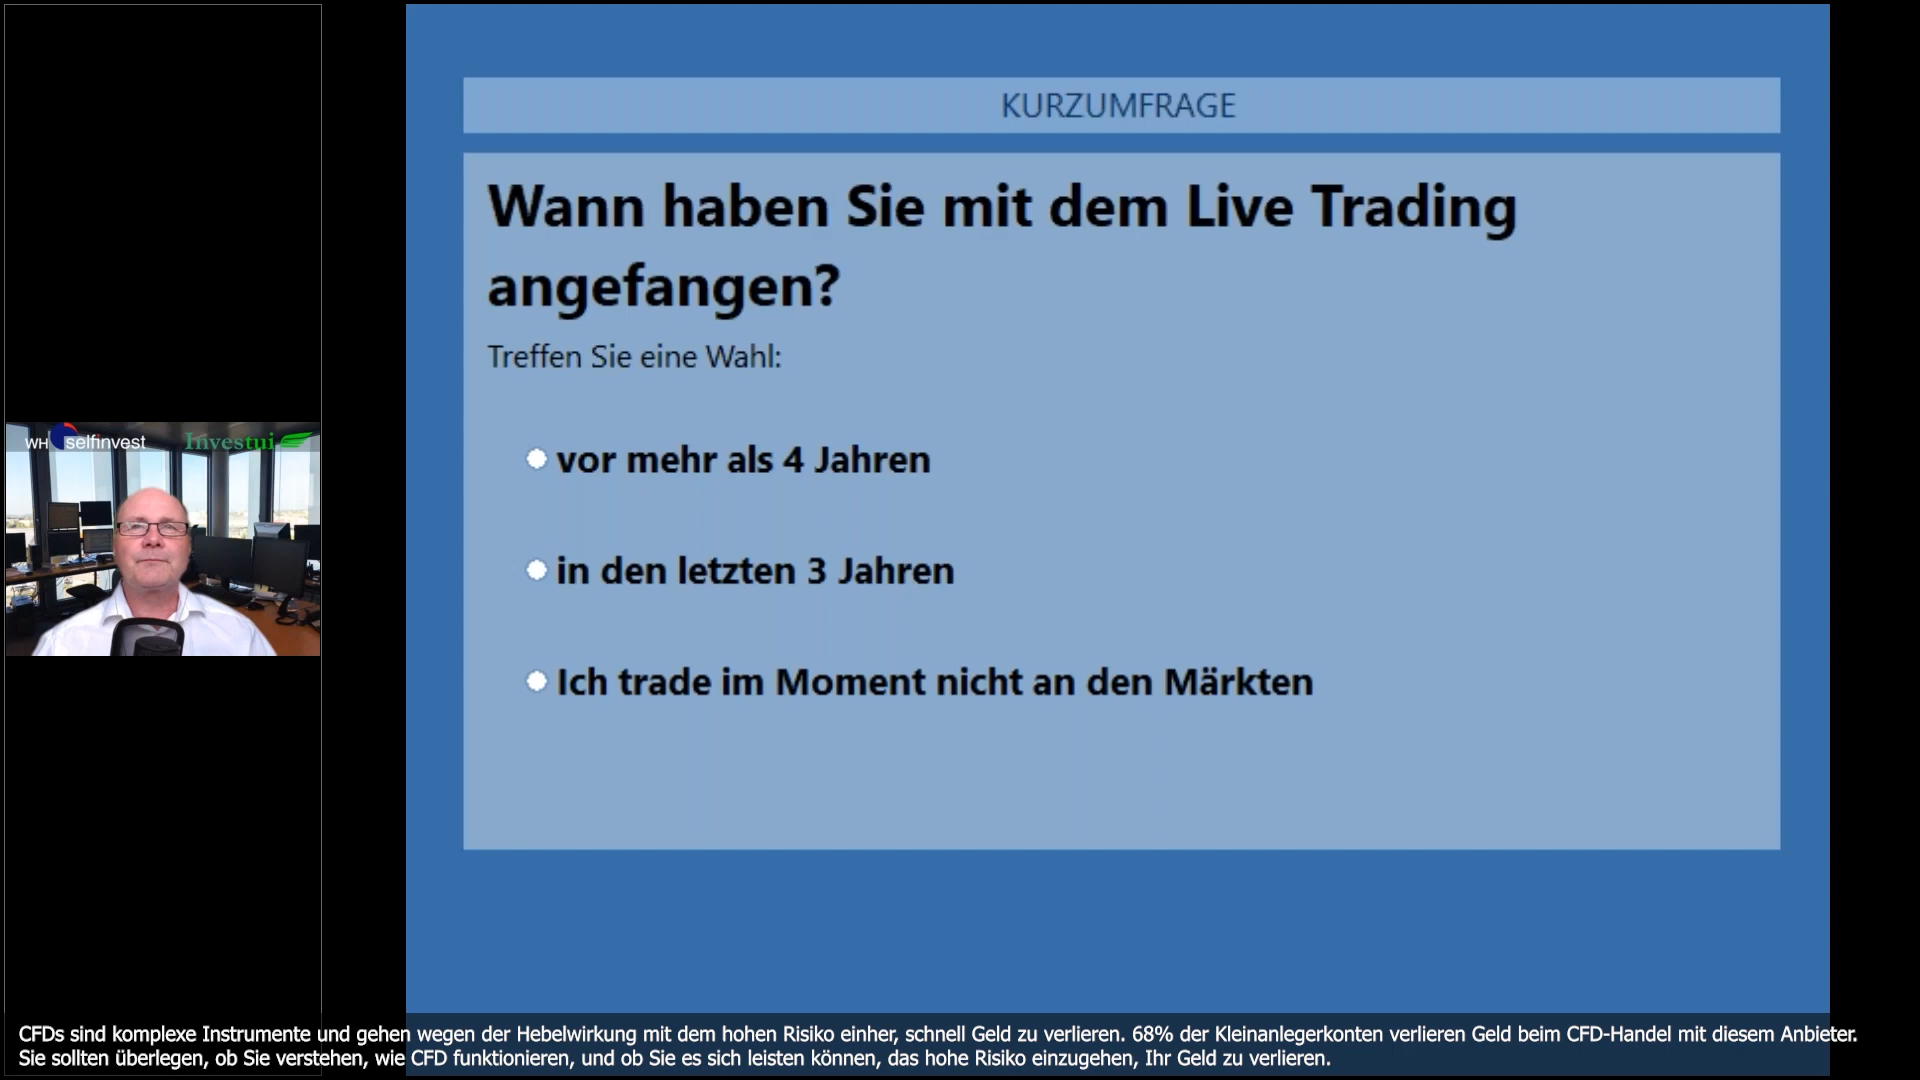 KURZUMFRAGE
Wann haben Sie mit dem Live Trading
angefangen?
Treffen Sie eine Wahl:
vor mehr als 4 Jahren
in den letzten 3 Jahren
Ich trade im Moment nicht an den Märkten
WH selfinvest Investui
CFDs sind komplexe Instrumente und gehen wegen der Hebelwirkung mit dem hohen Risiko einher, schnell Geld zu verlieren. 68% der Kleinanlegerkonten verlieren Geld beim CFD-Handel mit diesem Anbieter.
Sie sollten überlegen, ob Sie verstehen, wie CFD funktionieren, und ob Sie es sich leisten können, das hohe Risiko einzugehen, Ihr Geld zu verlieren.